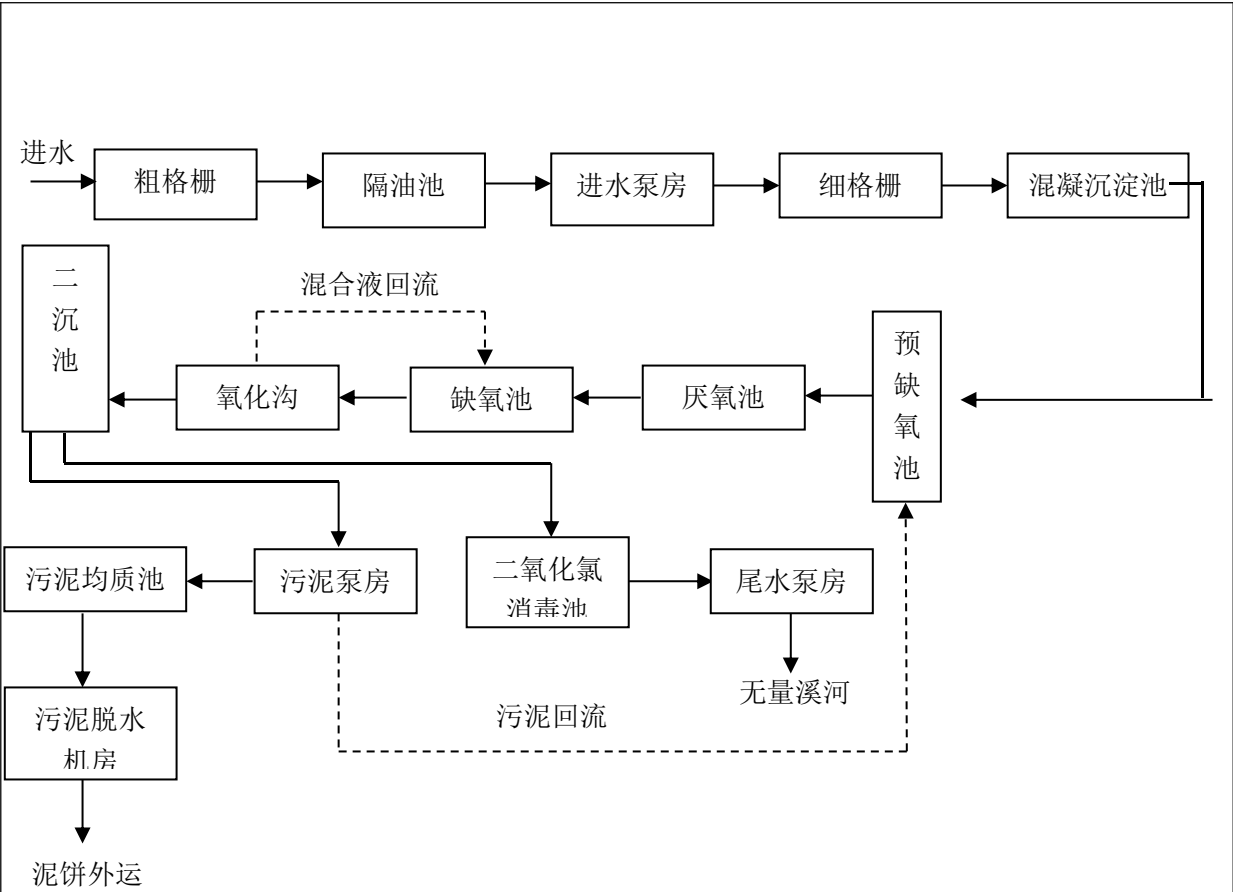 进水
粗格栅
隔油池
进水泵房
细格栅
混凝沉淀池
二
沉
池
混合液回流
氧化沟
缺氧池
厌氧池
预
缺
氧
池
污泥均质池
污泥泵房
二氧化氯
消毒池
尾水泵房
无量溪河
污泥脱水
机房
污泥回流
泥饼外运